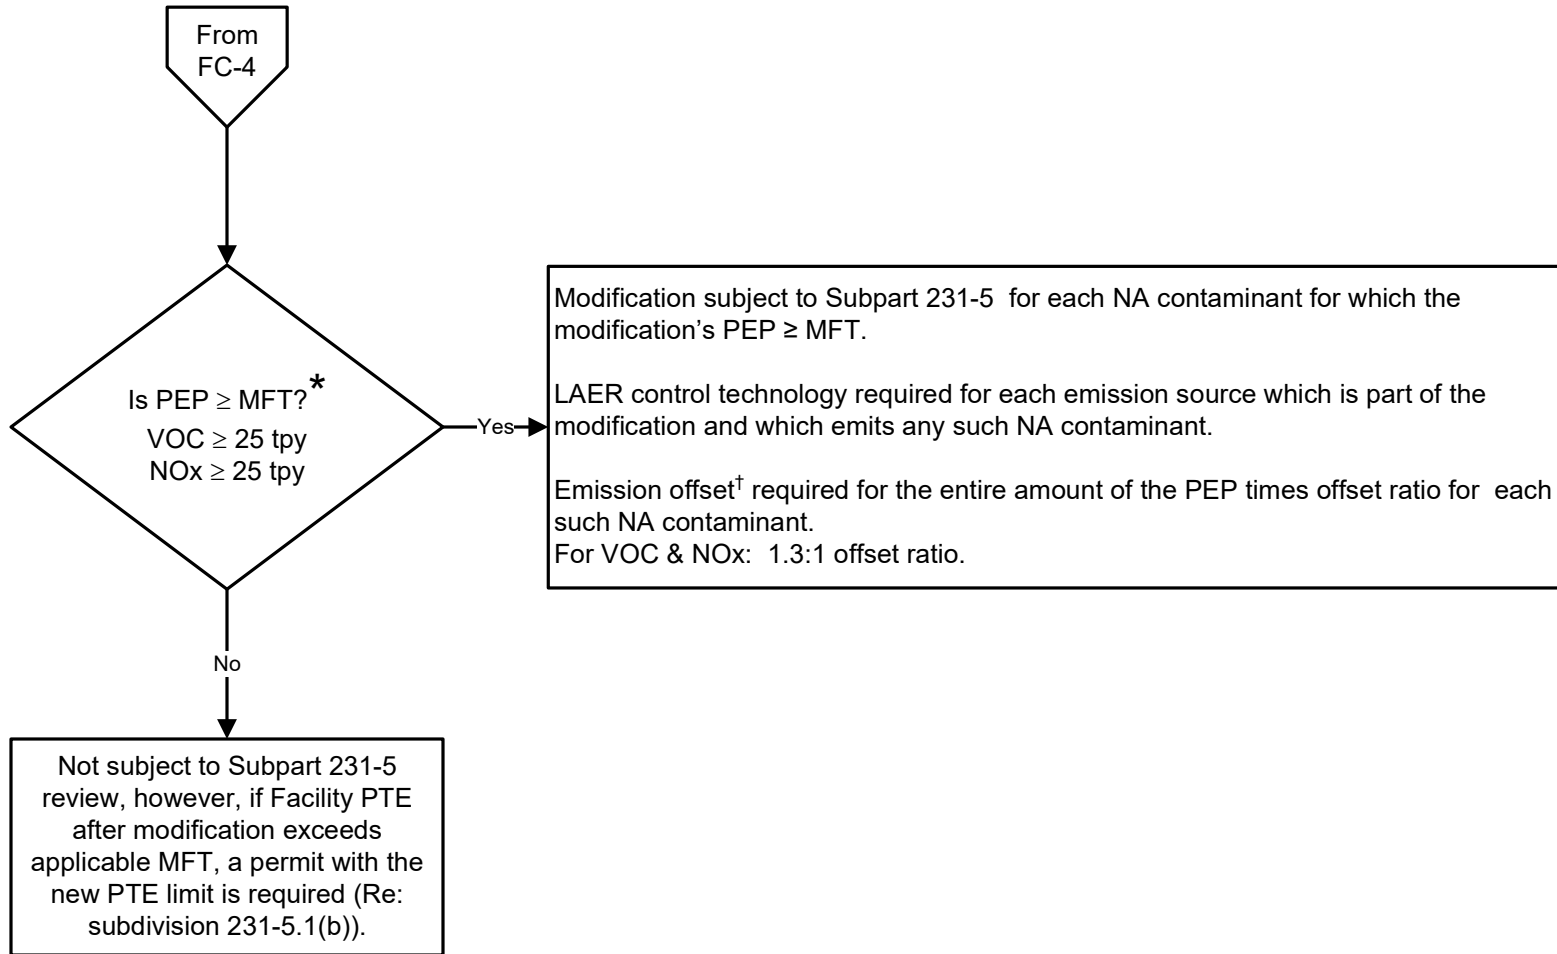 From
FC-4
Is PEP ≥ MFT?*
VOC ≥ 25 tpy
NOx ≥ 25 tpy
Yes
Modification subject to Subpart 231-5 for each NA contaminant for which the
modification’s PEP ≥ MFT.
LAER control technology required for each emission source which is part of the
modification and which emits any such NA contaminant.
Emission offset† required for the entire amount of the PEP times offset ratio for each
such NA contaminant.
For VOC & NOx: 1.3:1 offset ratio.
No
Not subject to Subpart 231-5
review, however, if Facility PTE
after modification exceeds
applicable MFT, a permit with the
new PTE limit is required (Re:
subdivision 231-5.1(b)).